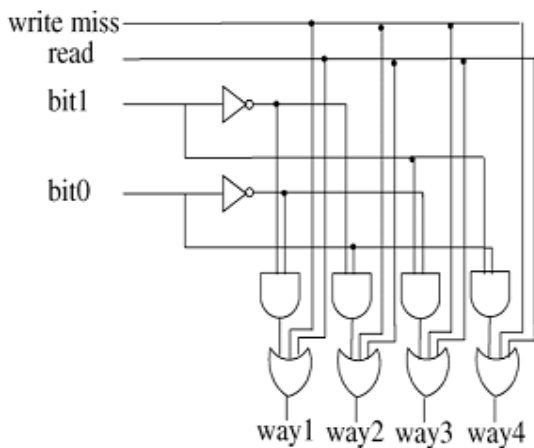 write miss
read
bit1
bit0
way1 way2 way3 way4